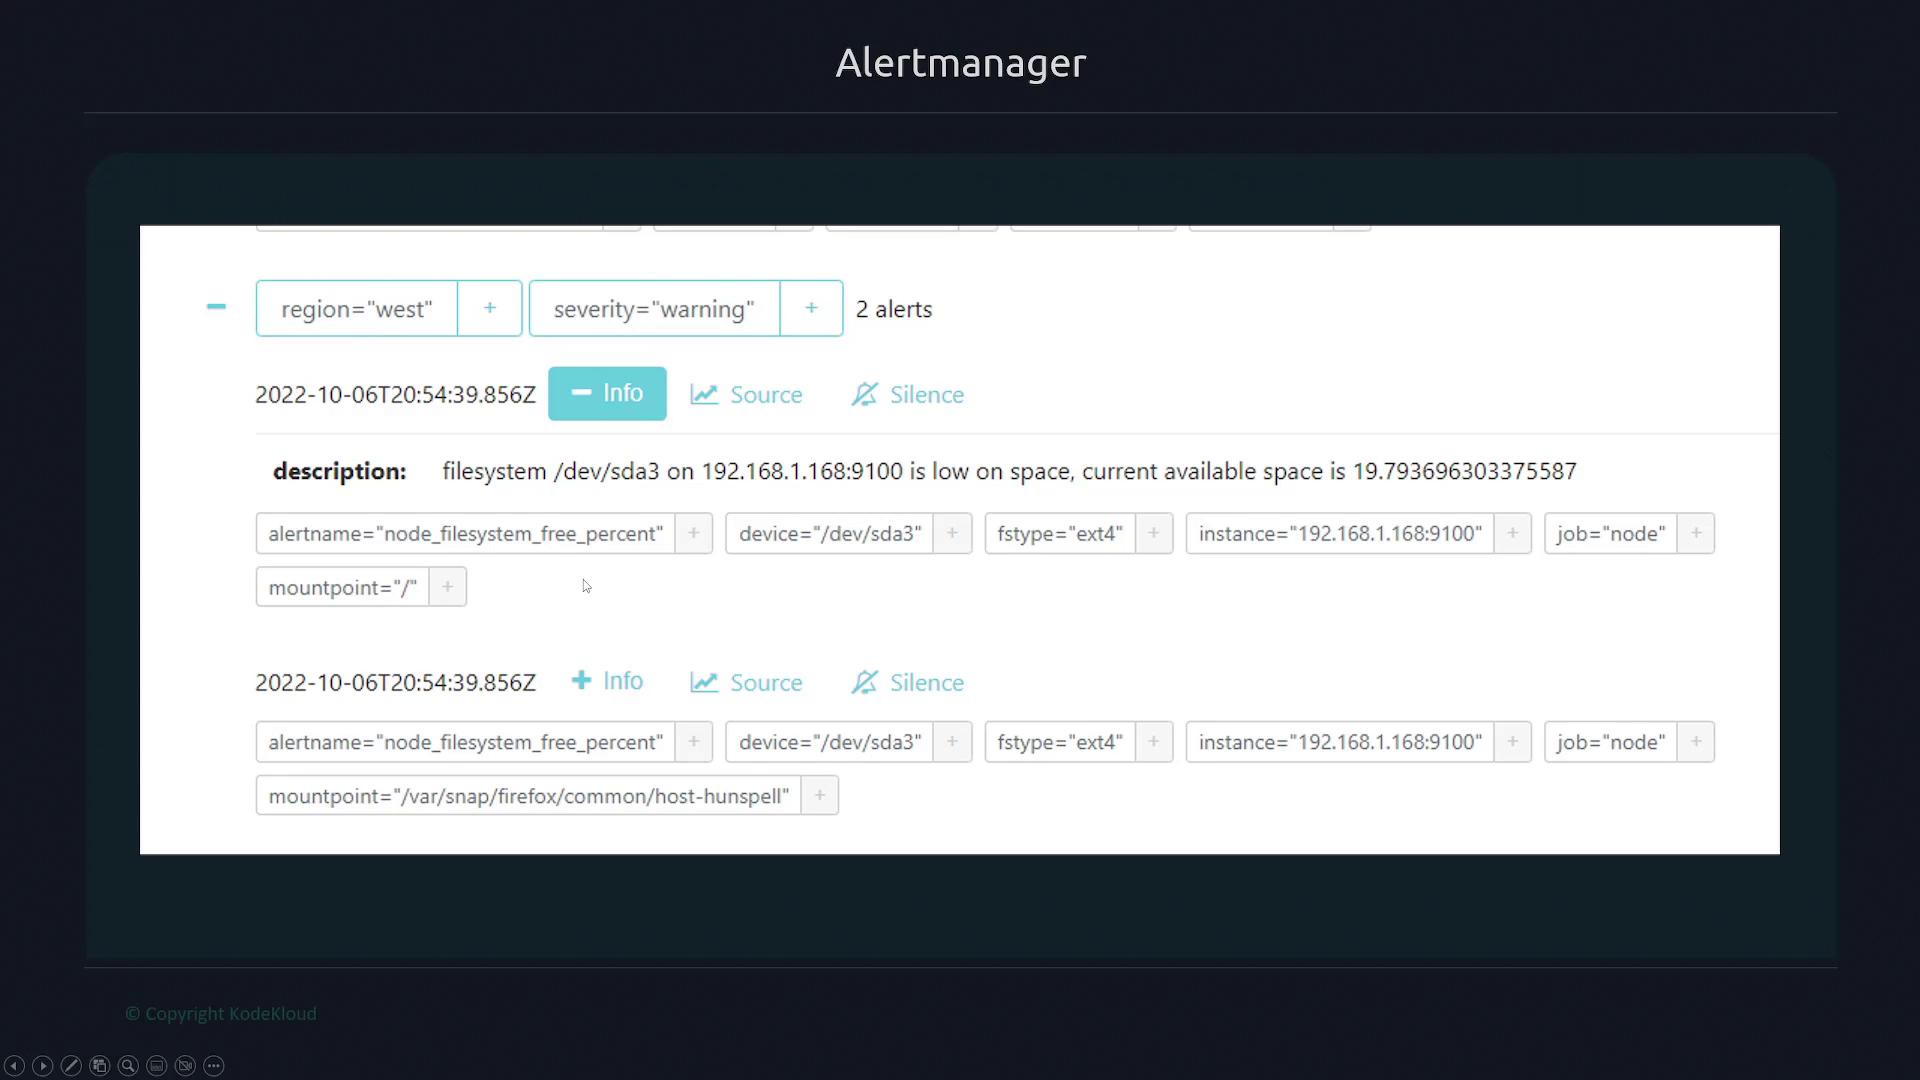 Alertmanager
region="west" + severity="warning" + 2 alerts
2022-10-06T20:54:39.856Z Info Source Silence
description: filesystem /dev/sda3 on 192.168.1.168:9100 is low on space, current available space is 19.793696303375587
alertname="node_filesystem_free_percent" + device="/dev/sda3" + fstype="ext4" + instance="192.168.1.168:9100" + job="node" +
mountpoint="/" +
2022-10-06T20:54:39.856Z + Info Source Silence
alertname="node_filesystem_free_percent" + device="/dev/sda3" + fstype="ext4" + instance="192.168.1.168:9100" + job="node" +
mountpoint="/var/snap/firefox/common/host-hunspell" +
© Copyright KodeKloud